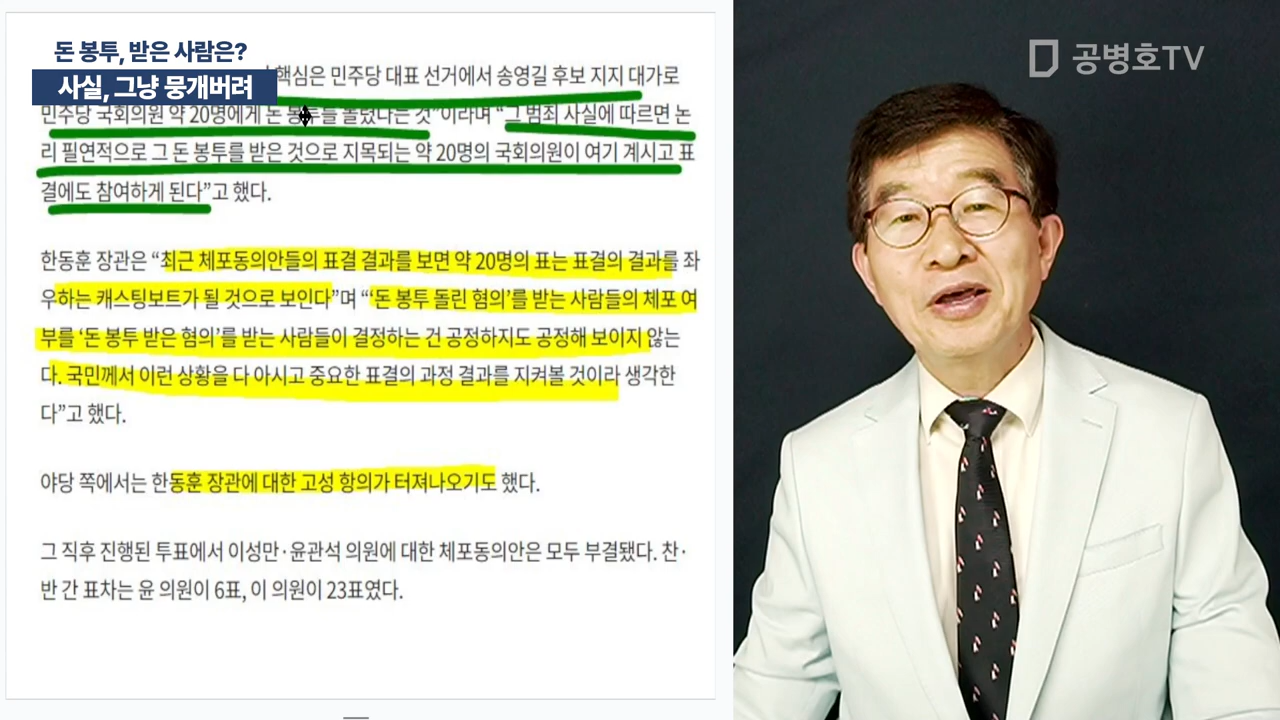 돈 봉투, 받은 사람은?
사실, 그냥 뭉개버려
공병호TV
핵심은 민주당 대표 선거에서 송영길 후보 지지 대가로
민주당 국회의원 약 20명에게 돈 봉투를 돌렸다는 것”이라며 “그 범죄 사실에 따르면 논
리 필연적으로 그 돈 봉투를 받은 것으로 지목되는 약 20명의 국회의원이 여기 계시고 표
결에도 참여하게 된다”고 했다.
한동훈 장관은 “최근 체포동의안들의 표결 결과를 보면 약 20명의 표는 표결의 결과를 좌
우하는 캐스팅보트가 될 것으로 보인다”며 “‘돈 봉투 돌린 혐의’를 받는 사람들의 체포 여
부를 ‘돈 봉투 받은 혐의’를 받는 사람들이 결정하는 건 공정하지도 공정해 보이지 않는
다. 국민께서 이런 상황을 다 아시고 중요한 표결의 과정 결과를 지켜볼 것이라 생각한
다”고 했다.
야당 쪽에서는 한동훈 장관에 대한 고성 항의가 터져나오기도 했다.
그 직후 진행된 투표에서 이성만·윤관석 의원에 대한 체포동의안은 모두 부결됐다. 찬·
반 간 표차는 윤 의원이 6표, 이 의원이 23표였다.